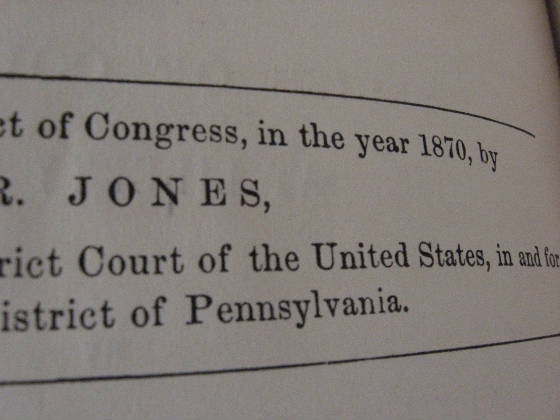 ct of Congress, in the year 1870, by
R. JONES,
rict Court of the United States, in and for
istrict of Pennsylvania.